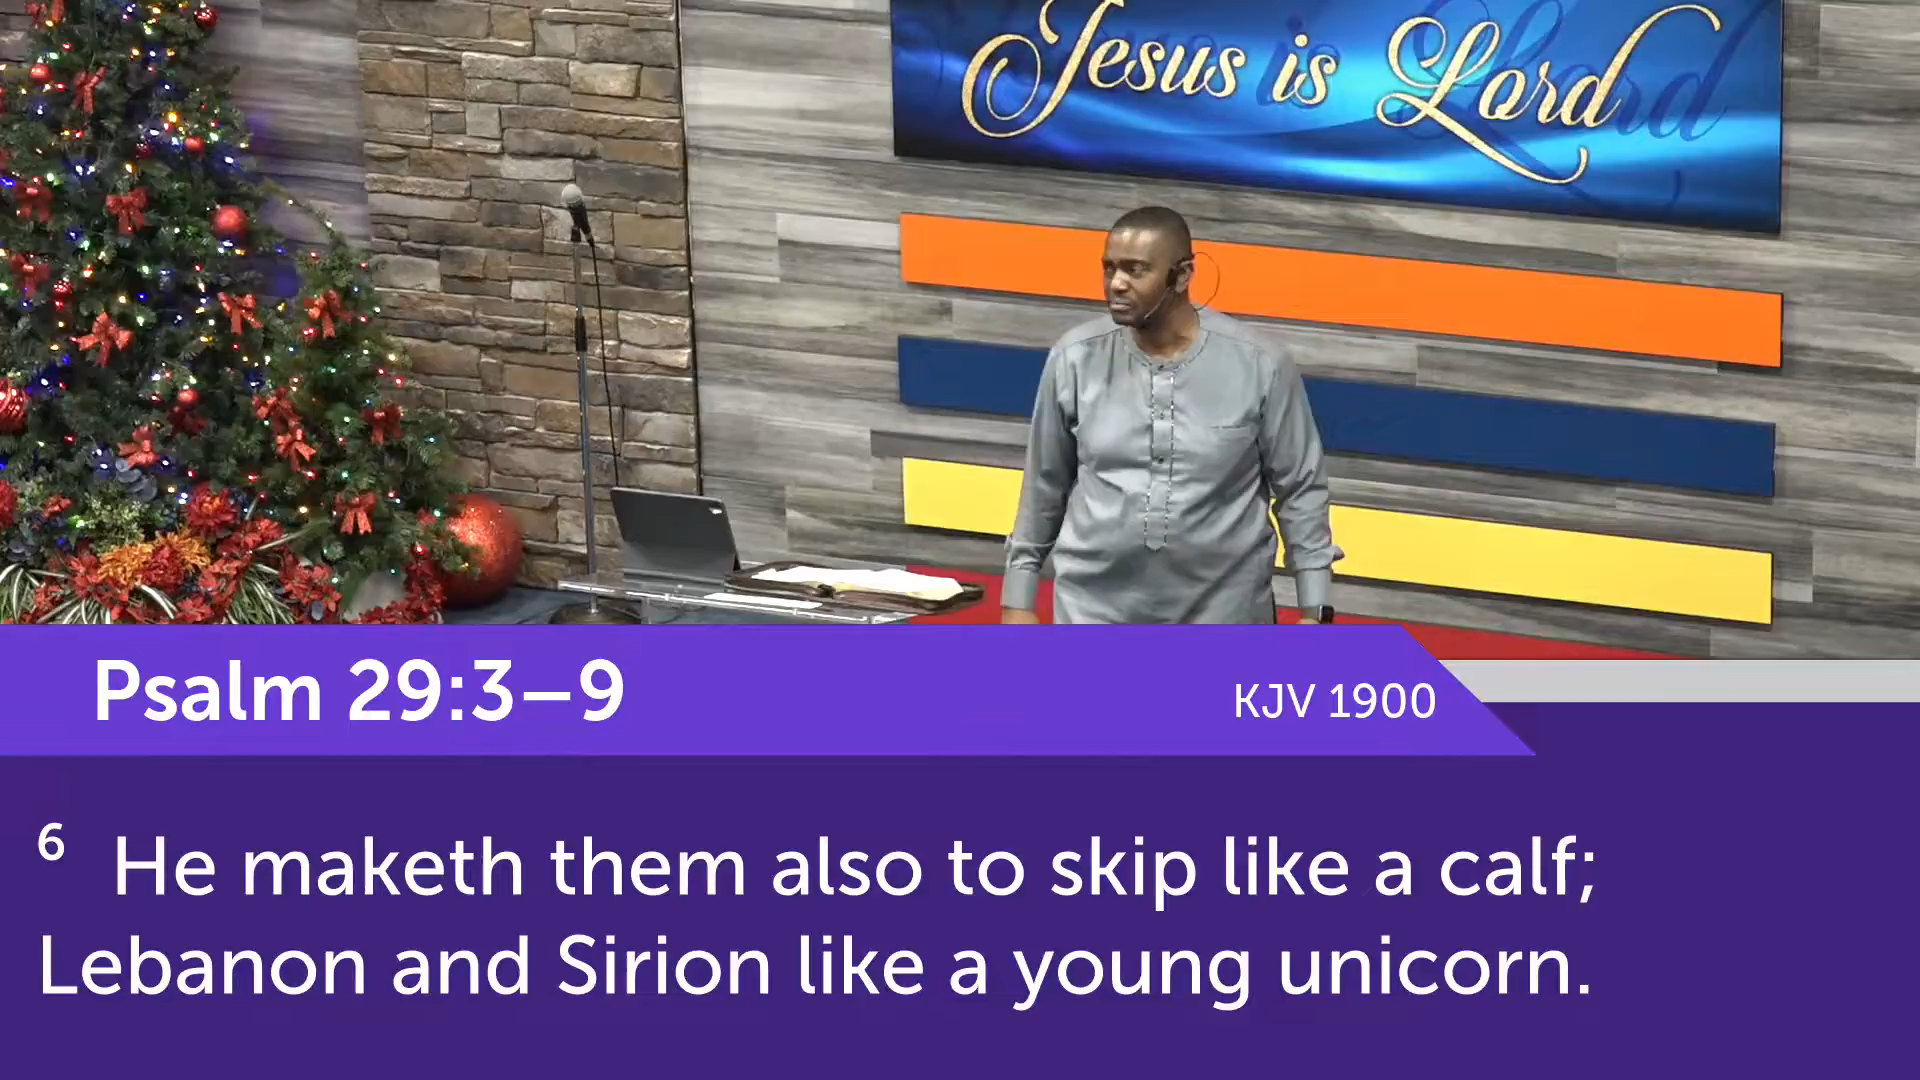 Jesus is Lord
Psalm 29:3–9
KJV 1900
6 He maketh them also to skip like a calf;
Lebanon and Sirion like a young unicorn.